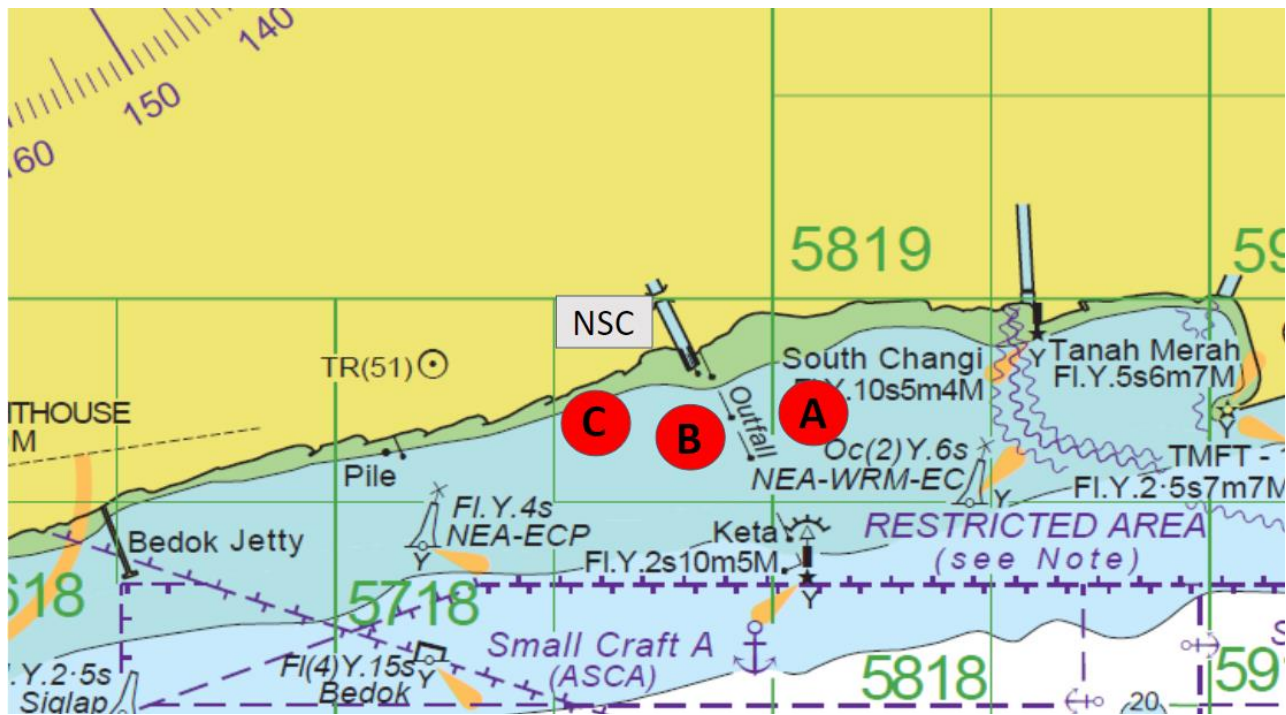 140
150
160
5819
59
NSC
TR(51)
South Changi
Fl.Y.10s5m4M
Tanah Merah
Fl.Y.5s6m7M
Y
Y
C
B
A
Outfall
Pile
Oc(2)Y.6s
NEA-WRM-EC
Y
TMFT - 1
Fl.Y.2·5s7m7M
Fl.Y.4s
NEA-ECP
Y
Bedok Jetty
Keta
Fl.Y.2s10m5M
Y
RESTRICTED AREA
(see Note)
5718
Small Craft A
(ASCA)
Fl(4)Y.15s
Bedok
Y
.Y.2·5s
Siglap
5818
59
(20)